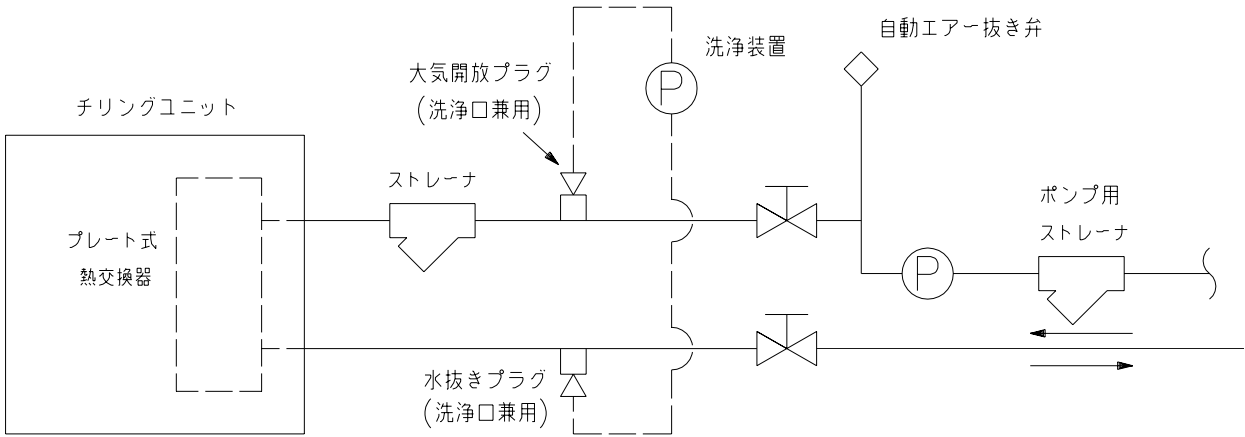 自動エアー抜き弁
洗浄装置
大気開放プラグ
(洗浄口兼用)
P
チリングユニット
ストレーナ
ポンプ用
ストレーナ
プレート式
熱交換器
P
水抜きプラグ
(洗浄口兼用)